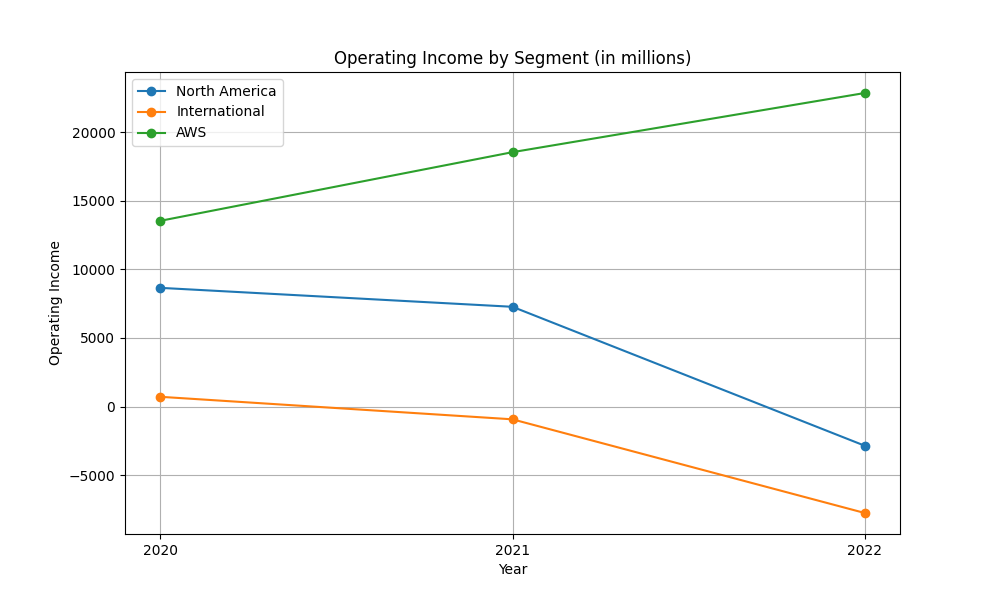 Operating Income by Segment (in millions)
North America
International
AWS
20000
15000
10000
5000
0
−5000
Operating Income
2020
2021
2022
Year